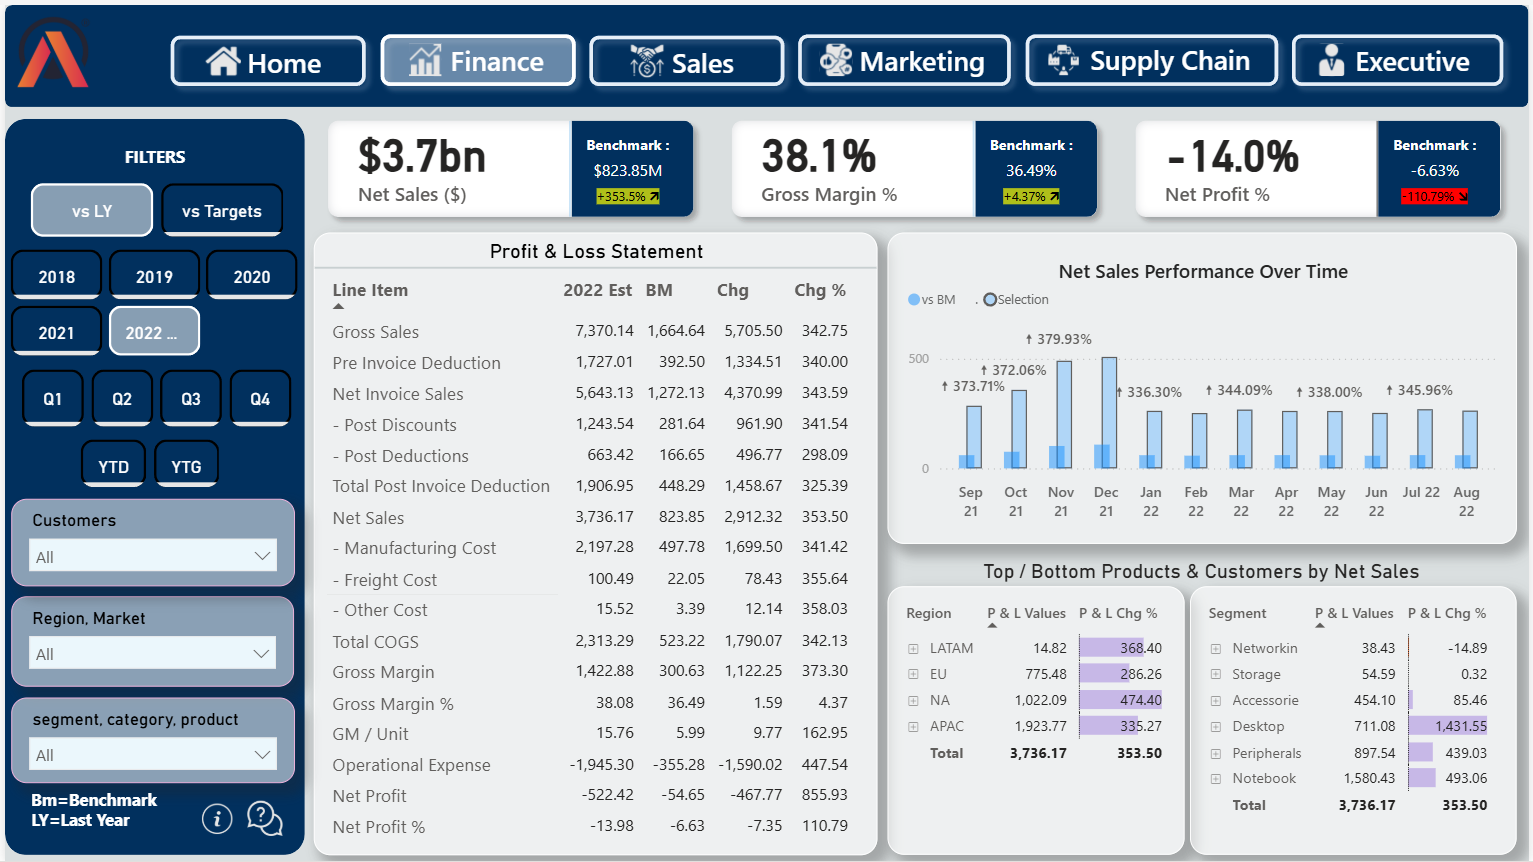 Home
Finance
Sales
Marketing
Supply Chain
Executive
FILTERS
vs LY
vs Targets
2018
2019
2020
2021
2022 ...
Q1
Q2
Q3
Q4
YTD
YTG
Customers
All
Region, Market
All
segment, category, product
All
Bm=Benchmark
LY=Last Year
$3.7bn
Net Sales ($)
Benchmark :
$823.85M
+353.5%
38.1%
Gross Margin %
Benchmark :
36.49%
+4.37%
-14.0%
Net Profit %
Benchmark :
-6.63%
-110.79%
Profit & Loss Statement
Line Item 2022 Est BM Chg Chg %
Gross Sales 7,370.14 1,664.64 5,705.50 342.75
Pre Invoice Deduction 1,727.01 392.50 1,334.51 340.00
Net Invoice Sales 5,643.13 1,272.13 4,370.99 343.59
- Post Discounts 1,243.54 281.64 961.90 341.54
- Post Deductions 663.42 166.65 496.77 298.09
Total Post Invoice Deduction 1,906.95 448.29 1,458.67 325.39
Net Sales 3,736.17 823.85 2,912.32 353.50
- Manufacturing Cost 2,197.28 497.78 1,699.50 341.42
- Freight Cost 100.49 22.05 78.43 355.64
- Other Cost 15.52 3.39 12.14 358.03
Total COGS 2,313.29 523.22 1,790.07 342.13
Gross Margin 1,422.88 300.63 1,122.25 373.30
Gross Margin % 38.08 36.49 1.59 4.37
GM / Unit 15.76 5.99 9.77 162.95
Operational Expense -1,945.30 -355.28 -1,590.02 447.54
Net Profit -522.42 -54.65 -467.77 855.93
Net Profit % -13.98 -6.63 -7.35 110.79
Net Sales Performance Over Time
vs BM . Selection
500
0
373.71%
372.06%
379.93%
336.30%
344.09%
338.00%
345.96%
Sep 21
Oct 21
Nov 21
Dec 21
Jan 22
Feb 22
Mar 22
Apr 22
May 22
Jun 22
Jul 22
Aug 22
Top / Bottom Products & Customers by Net Sales
Region P & L Values P & L Chg %
LATAM 14.82 368.40
EU 775.48 286.26
NA 1,022.09 474.40
APAC 1,923.77 335.27
Total 3,736.17 353.50
Segment P & L Values P & L Chg %
Networkin 38.43 -14.89
Storage 54.59 0.32
Accessorie 454.10 85.46
Desktop 711.08 1,431.55
Peripherals 897.54 439.03
Notebook 1,580.43 493.06
Total 3,736.17 353.50